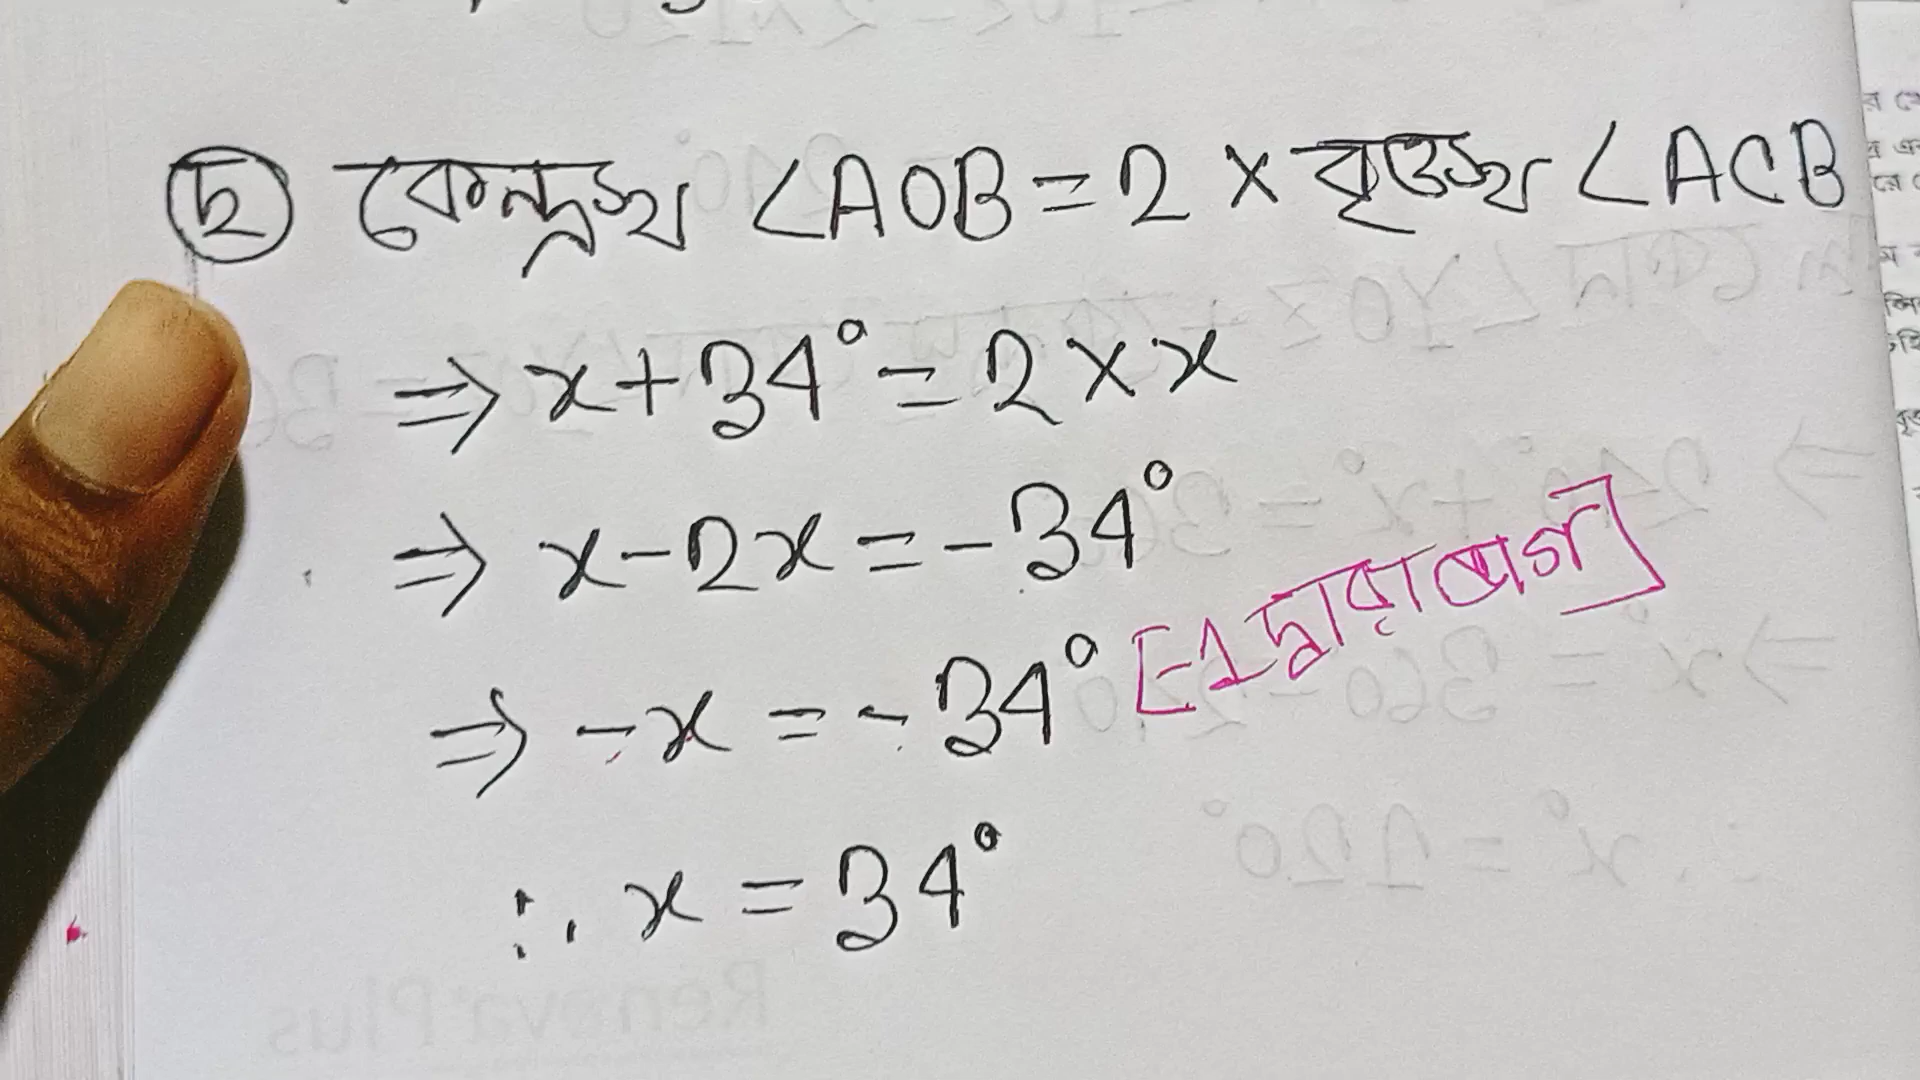 চ কেন্দ্রস্থ ∠AOB = 2 × বৃত্তস্থ ∠ACB
⇒ x + 34° = 2 × x
⇒ x - 2x = -34°
⇒ -x = -34° [-1 দ্বারা ভাগ]
∴ x = 34°